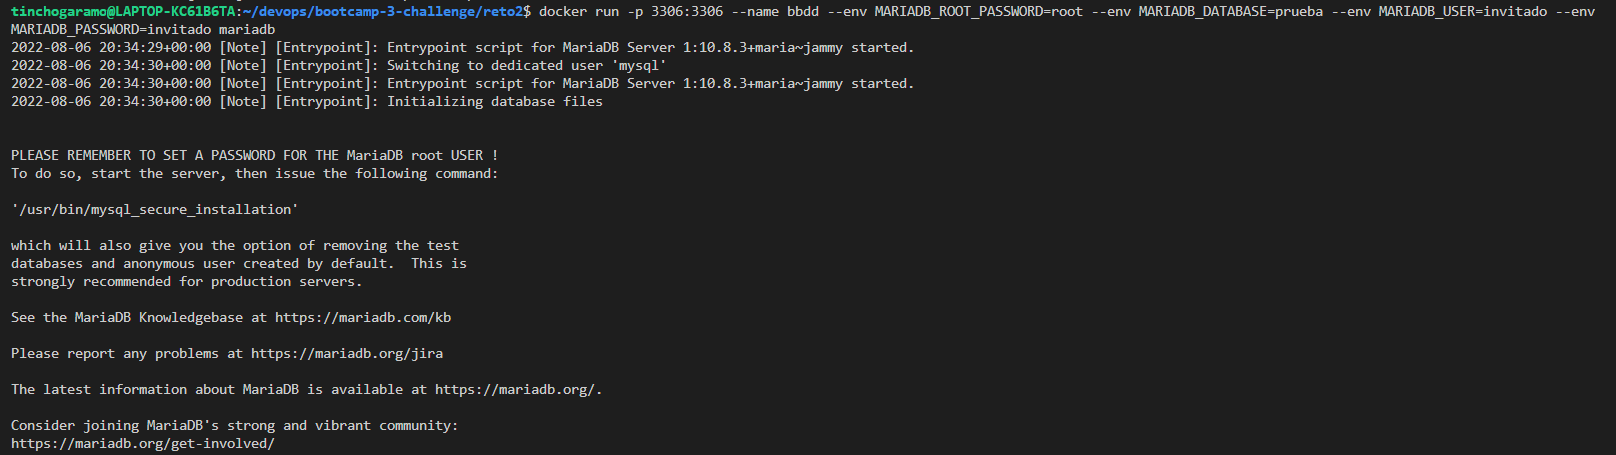 tinchogaramo@LAPTOP-KC61B6TA:~/devops/bootcamp-3-challenge/reto2$ docker run -p 3306:3306 --name bbdd --env MARIADB_ROOT_PASSWORD=root --env MARIADB_DATABASE=prueba --env MARIADB_USER=invitado --env
MARIADB_PASSWORD=invitado mariadb
2022-08-06 20:34:29+00:00 [Note] [Entrypoint]: Entrypoint script for MariaDB Server 1:10.8.3+maria~jammy started.
2022-08-06 20:34:30+00:00 [Note] [Entrypoint]: Switching to dedicated user 'mysql'
2022-08-06 20:34:30+00:00 [Note] [Entrypoint]: Entrypoint script for MariaDB Server 1:10.8.3+maria~jammy started.
2022-08-06 20:34:30+00:00 [Note] [Entrypoint]: Initializing database files
PLEASE REMEMBER TO SET A PASSWORD FOR THE MariaDB root USER !
To do so, start the server, then issue the following command:
'/usr/bin/mysql_secure_installation'
which will also give you the option of removing the test
databases and anonymous user created by default.  This is
strongly recommended for production servers.
See the MariaDB Knowledgebase at https://mariadb.com/kb
Please report any problems at https://mariadb.org/jira
The latest information about MariaDB is available at https://mariadb.org/.
Consider joining MariaDB's strong and vibrant community:
https://mariadb.org/get-involved/